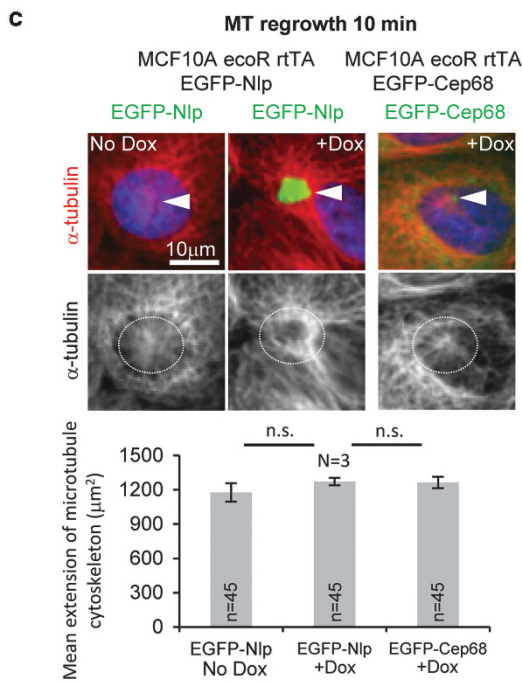 c
MT regrowth 10 min
MCF10A ecoR rtTA
EGFP-Nlp
MCF10A ecoR rtTA
EGFP-Cep68
EGFP-Nlp
EGFP-Nlp
EGFP-Cep68
α-tubulin
No Dox
+Dox
+Dox
10μm
α-tubulin
Mean extension of microtubule
cytoskeleton (μm²)
n.s.
n.s.
N=3
1500
1200
900
600
300
0
n=45
n=45
n=45
EGFP-Nlp
No Dox
EGFP-Nlp
+Dox
EGFP-Cep68
+Dox